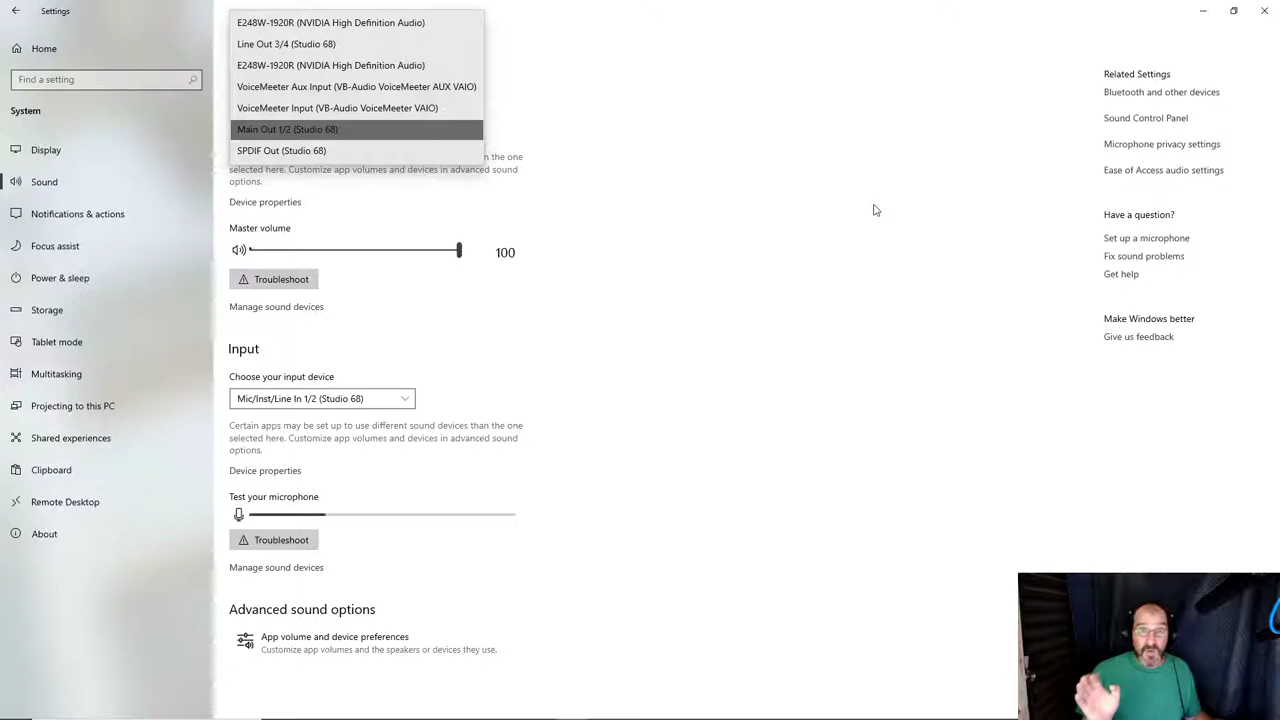 Settings
Home
Find a setting
System
Display
Sound
Notifications & actions
Focus assist
Power & sleep
Storage
Tablet mode
Multitasking
Projecting to this PC
Shared experiences
Clipboard
Remote Desktop
About
E248W-1920R (NVIDIA High Definition Audio)
Line Out 3/4 (Studio 68)
E248W-1920R (NVIDIA High Definition Audio)
VoiceMeeter Aux Input (VB-Audio VoiceMeeter AUX VAIO)
VoiceMeeter Input (VB-Audio VoiceMeeter VAIO)
Main Out 1/2 (Studio 68)
SPDIF Out (Studio 68)
n the one
selected here. Customize app volumes and devices in advanced sound
options.
Device properties
Master volume
100
Troubleshoot
Manage sound devices
Input
Choose your input device
Mic/Inst/Line In 1/2 (Studio 68)
Certain apps may be set up to use different sound devices than the one
selected here. Customize app volumes and devices in advanced sound
options.
Device properties
Test your microphone
Troubleshoot
Manage sound devices
Advanced sound options
App volume and device preferences
Customize app volumes and the speakers or devices they use.
Related Settings
Bluetooth and other devices
Sound Control Panel
Microphone privacy settings
Ease of Access audio settings
Have a question?
Set up a microphone
Fix sound problems
Get help
Make Windows better
Give us feedback